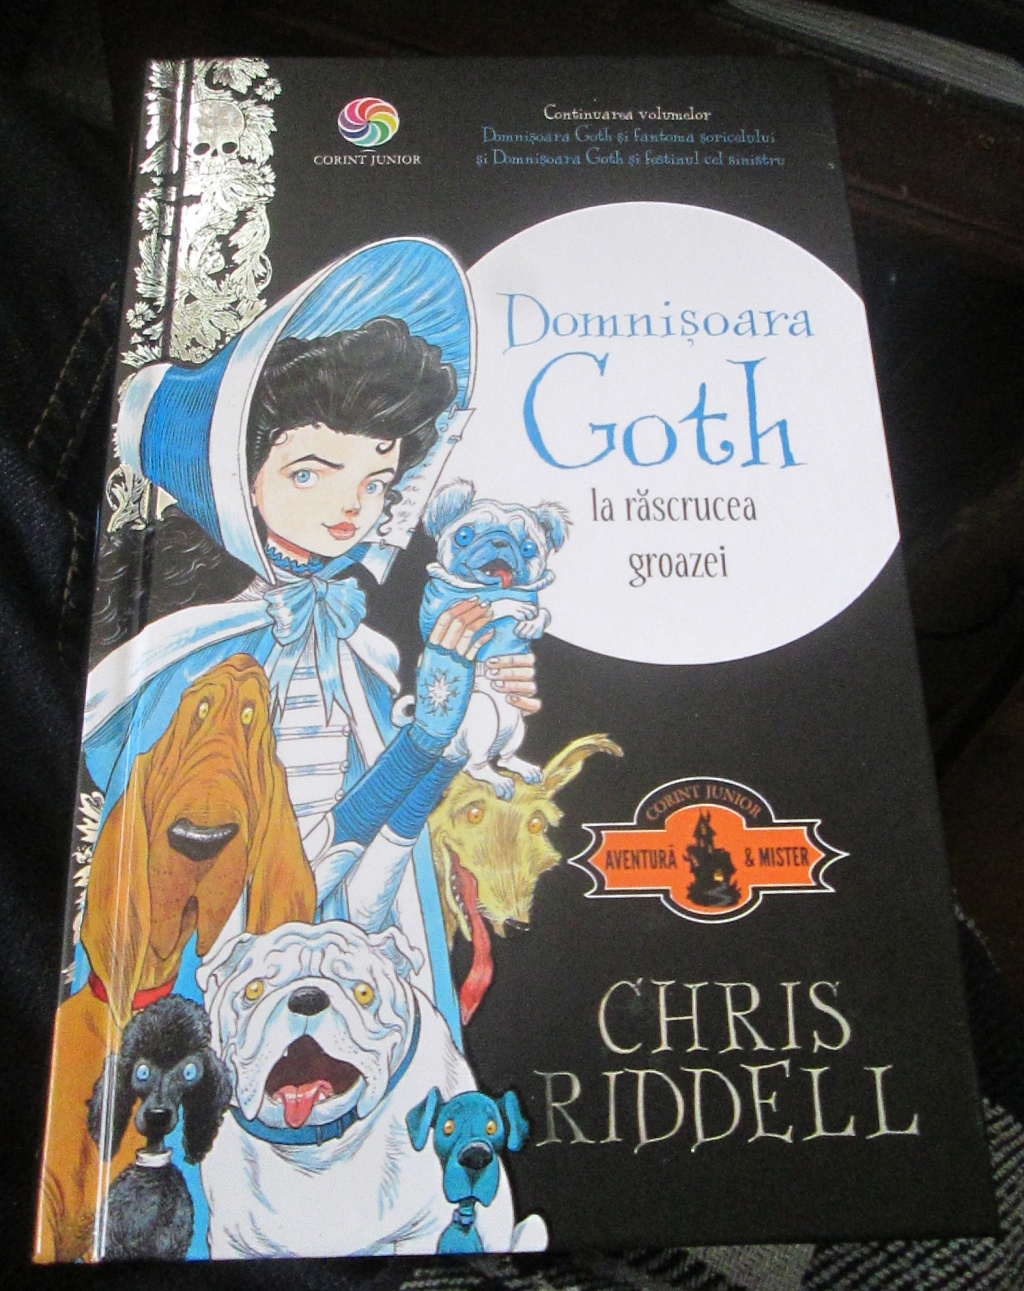 CORINT JUNIOR
Continuarea volumelor
Domnișoara Goth și fantoma șoricelului
și Domnișoara Goth și festinul cel sinistru
Domnișoara
Goth
la răscrucea
groazei
CORINT JUNIOR
AVENTURĂ & MISTER
CHRIS
RIDDELL